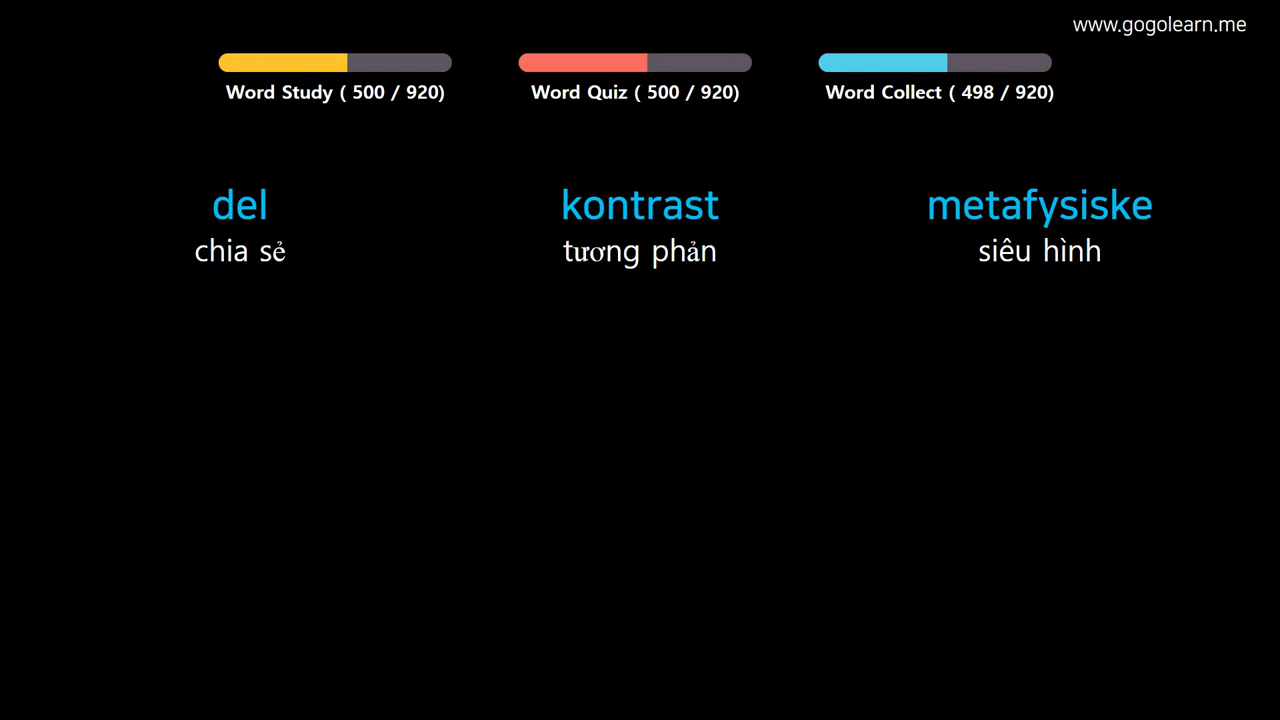 www.gogolearn.me
Word Study ( 500 / 920)
Word Quiz ( 500 / 920)
Word Collect ( 498 / 920)
del
chia sẻ
kontrast
tương phản
metafysiske
siêu hình